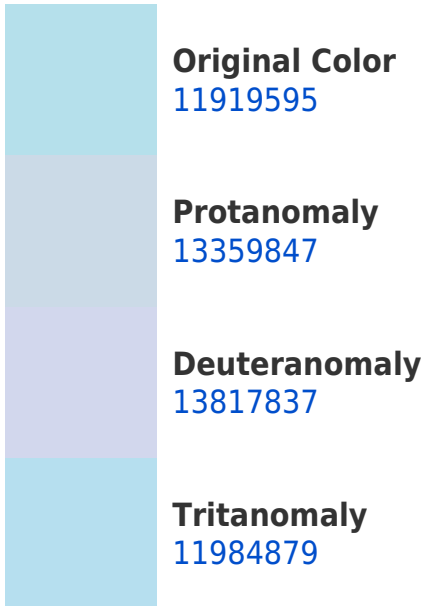 Original Color
11919595
Protanomaly
13359847
Deuteranomaly
13817837
Tritanomaly
11984879